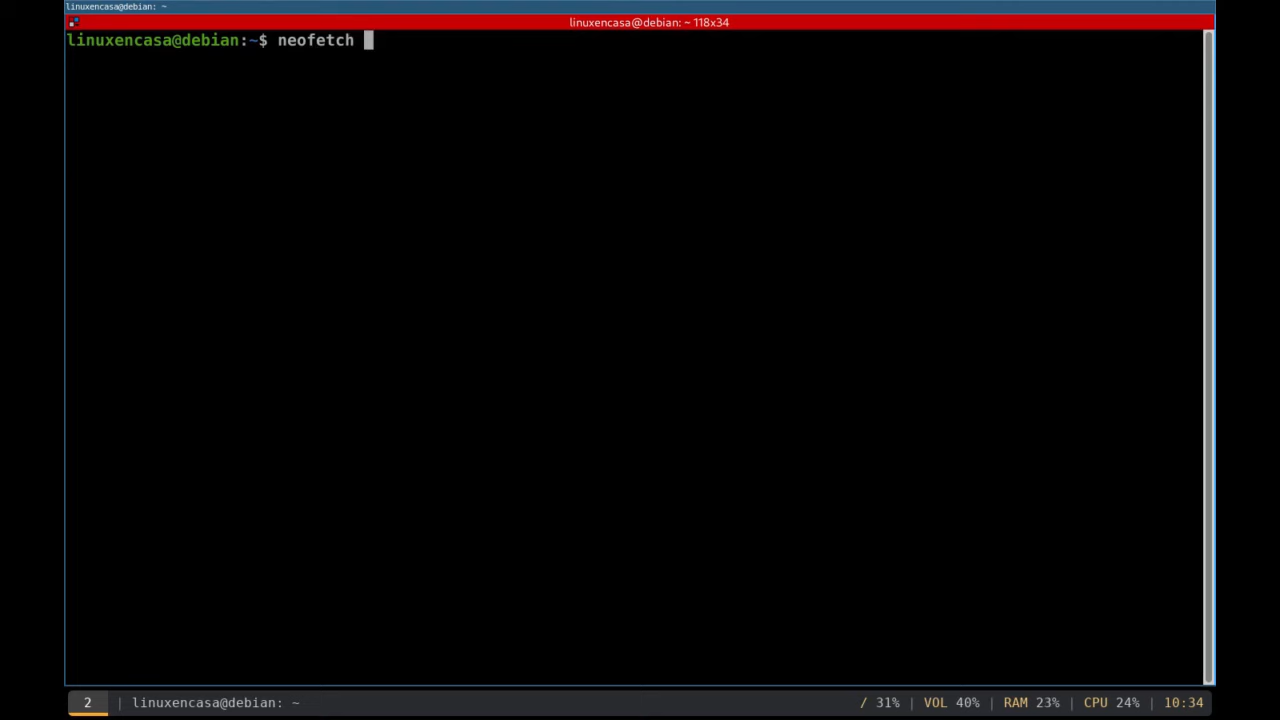 linuxencasa@debian: ~
linuxencasa@debian: ~ 118x34
linuxencasa@debian:~$ neofetch
2 | linuxencasa@debian: ~ / 31% | VOL 40% | RAM 23% | CPU 24% | 10:34